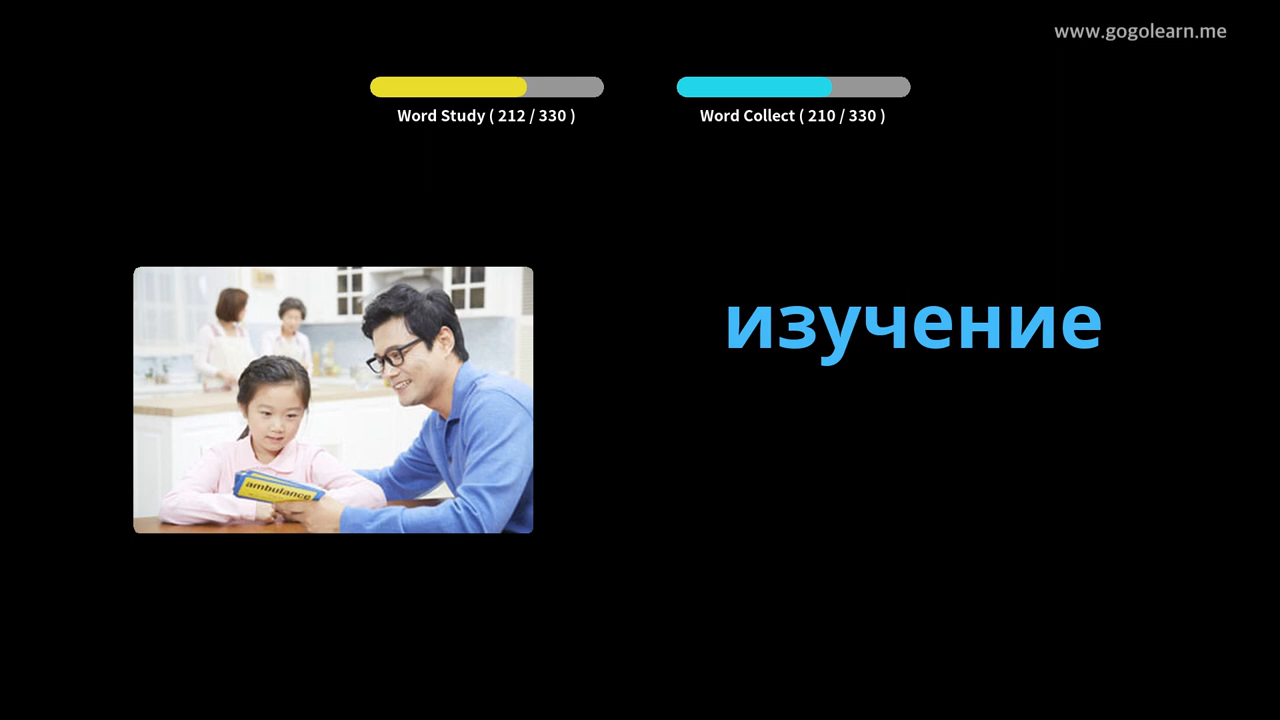 www.gogolearn.me
Word Study ( 212 / 330 )
Word Collect ( 210 / 330 )
изучение
ambulance